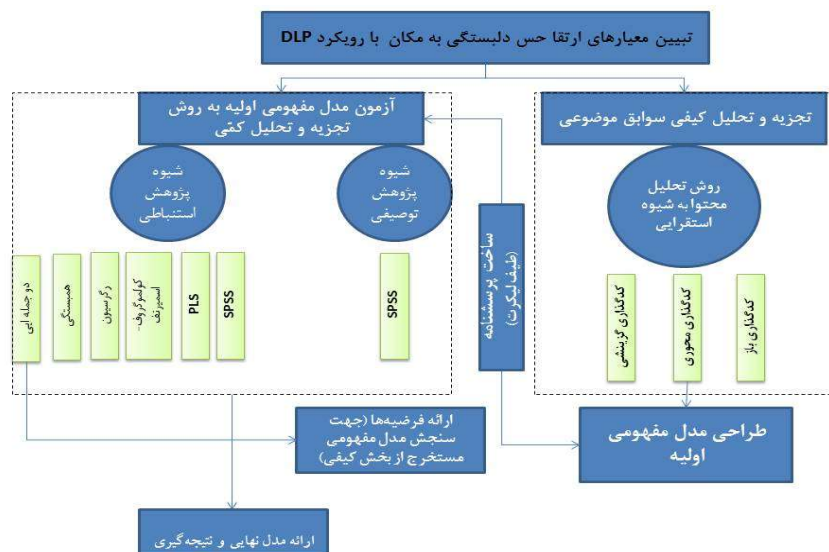 تبیین معیارهای ارتقا حس دلبستگی به مکان با رویکرد DLP
تجزیه و تحلیل کیفی سوابق موضوعی
روش تحلیل
محتوا به شیوه
استقرایی
کدگذاری باز
کدگذاری محوری
کدگذاری گزینشی
طراحی مدل مفهومی
اولیه
ساخت پرسشنامه
(طیف لیکرت)
آزمون مدل مفهومی اولیه به روش
تجزیه و تحلیل کمّی
شیوه
پژوهش
توصیفی
شیوه
پژوهش
استنباطی
SPSS
SPSS
PLS
کولموگروف-
اسمیرنف
رگرسیون
همبستگی
دو جمله ایی
ارائه فرضیه‌ها (جهت
سنجش مدل مفهومی
مستخرج از بخش کیفی)
ارائه مدل نهایی و نتیجه‌گیری